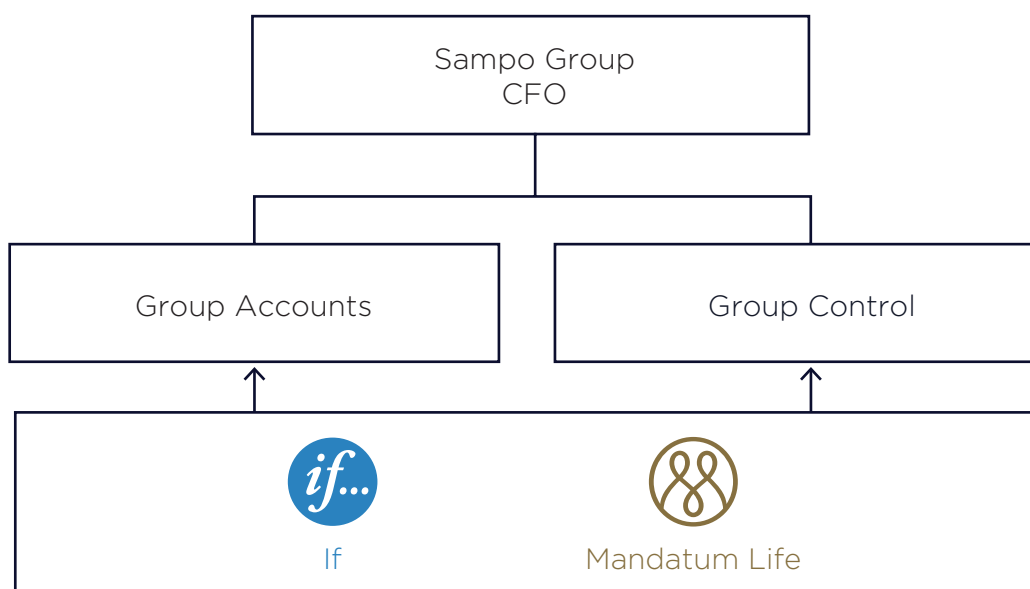 Sampo Group
CFO
Group Accounts
Group Control
if...
If
Mandatum Life